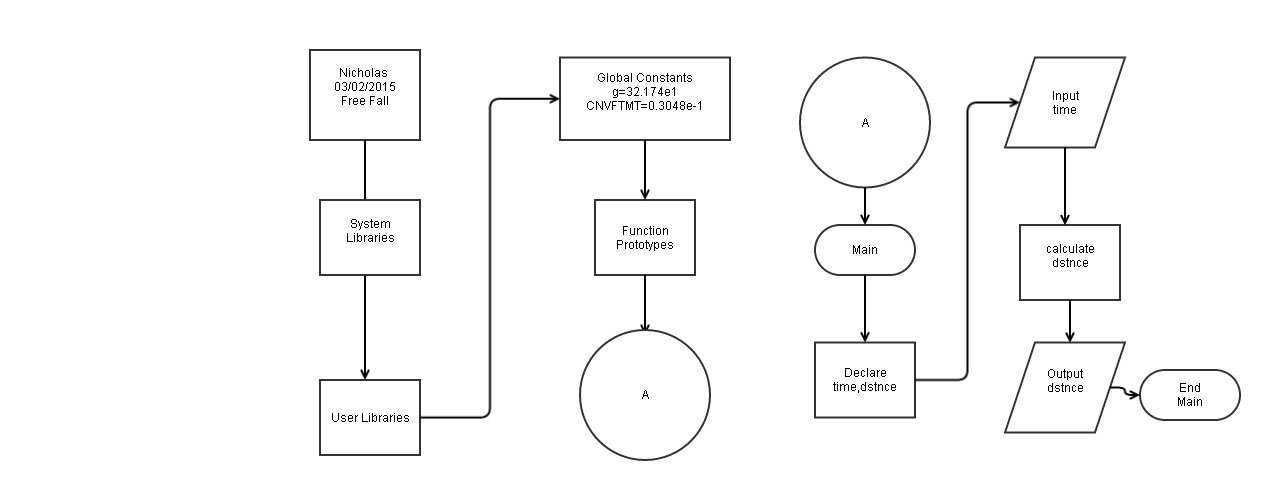 Nicholas
03/02/2015
Free Fall
System
Libraries
User Libraries
Global Constants
g=32.174e1
CNVFTMT=0.3048e-1
Function
Prototypes
A
A
Main
Declare
time,dstnce
Input
time
calculate
dstnce
Output
dstnce
End
Main